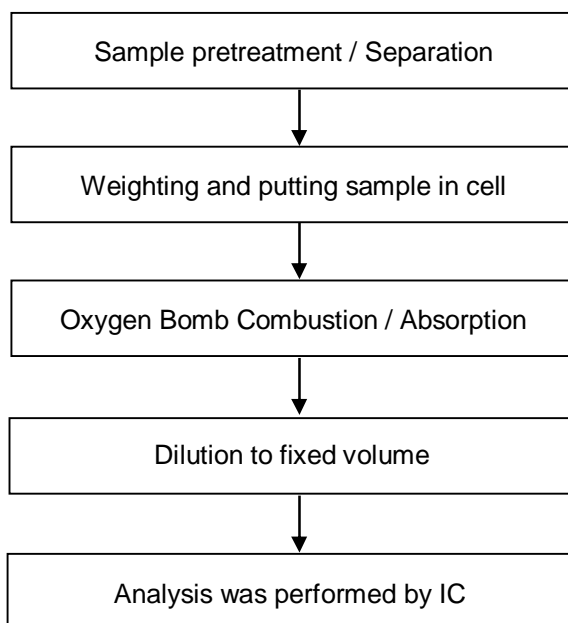 Sample pretreatment / Separation
Weighting and putting sample in cell
Oxygen Bomb Combustion / Absorption
Dilution to fixed volume
Analysis was performed by IC